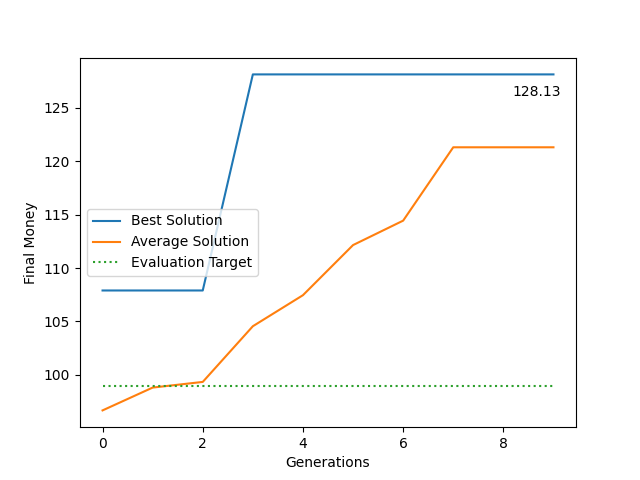 128.13
125
120
115
110
105
100
Final Money
Best Solution
Average Solution
Evaluation Target
0
2
4
6
8
Generations